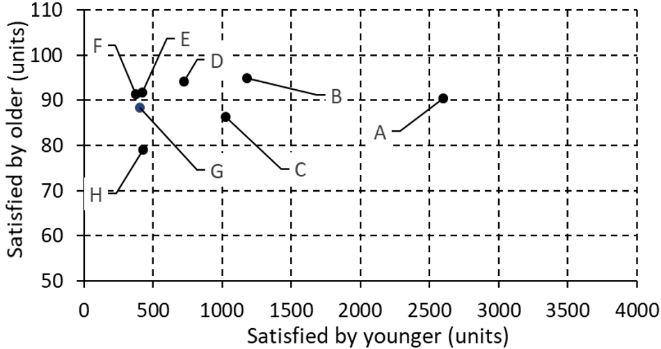 110
100
90
80
70
60
50
Satisfied by older (units)
F
E
D
B
A
C
G
H
0 500 1000 1500 2000 2500 3000 3500 4000
Satisfied by younger (units)